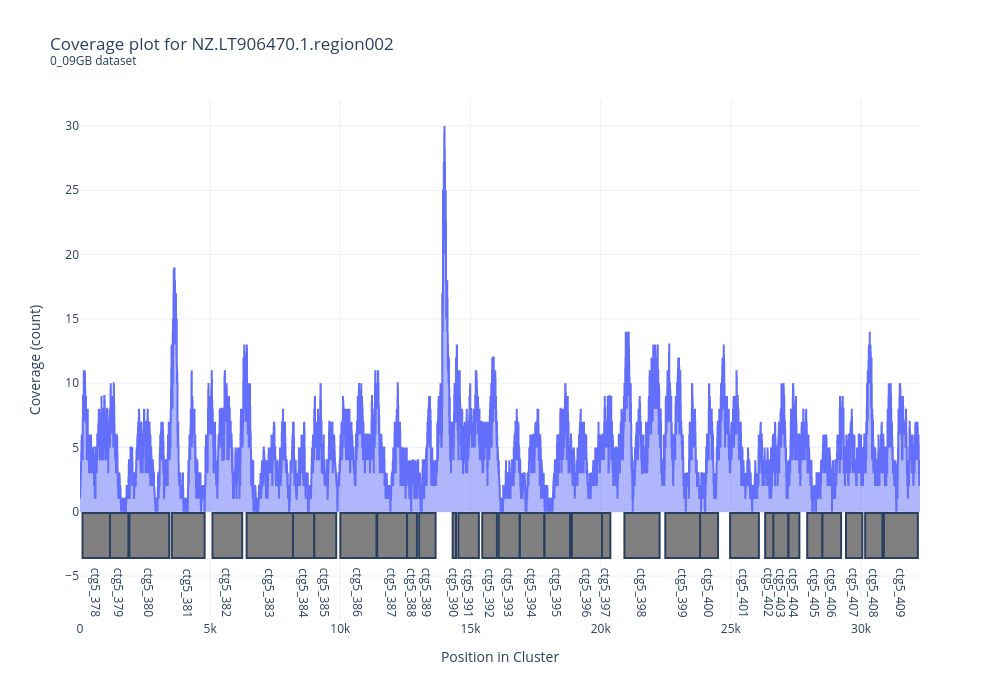 Coverage plot for NZ.LT906470.1.region002
0_09GB dataset
Coverage (count)
30
25
20
15
10
5
0
−5
ctg5_378
ctg5_379
ctg5_380
ctg5_381
ctg5_382
ctg5_383
ctg5_384
ctg5_385
ctg5_386
ctg5_387
ctg5_388
ctg5_389
ctg5_390
ctg5_391
ctg5_392
ctg5_393
ctg5_394
ctg5_395
ctg5_396
ctg5_397
ctg5_398
ctg5_399
ctg5_400
ctg5_401
ctg5_402
ctg5_403
ctg5_404
ctg5_405
ctg5_406
ctg5_407
ctg5_408
ctg5_409
0 5k 10k 15k 20k 25k 30k
Position in Cluster